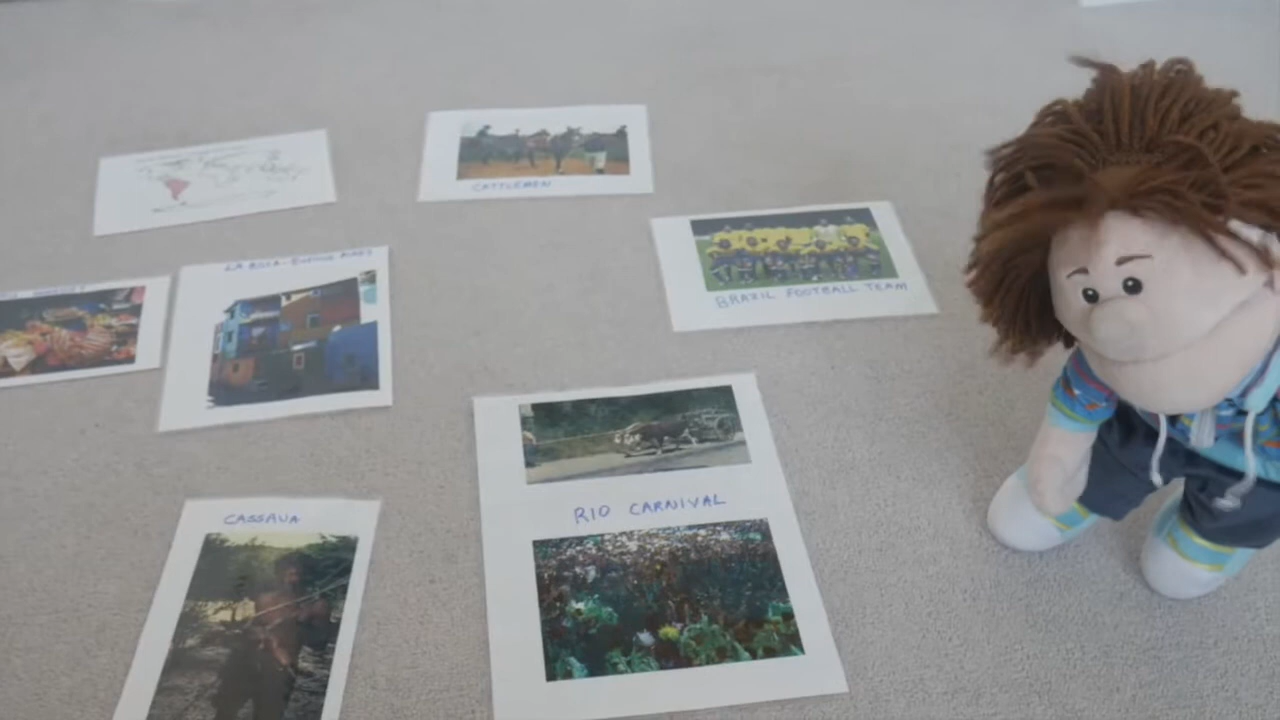 CATTLEMEN
BRAZIL FOOTBALL TEAM
LA BOCA - BUENOS AIRES
RIO CARNIVAL
CASSAVA